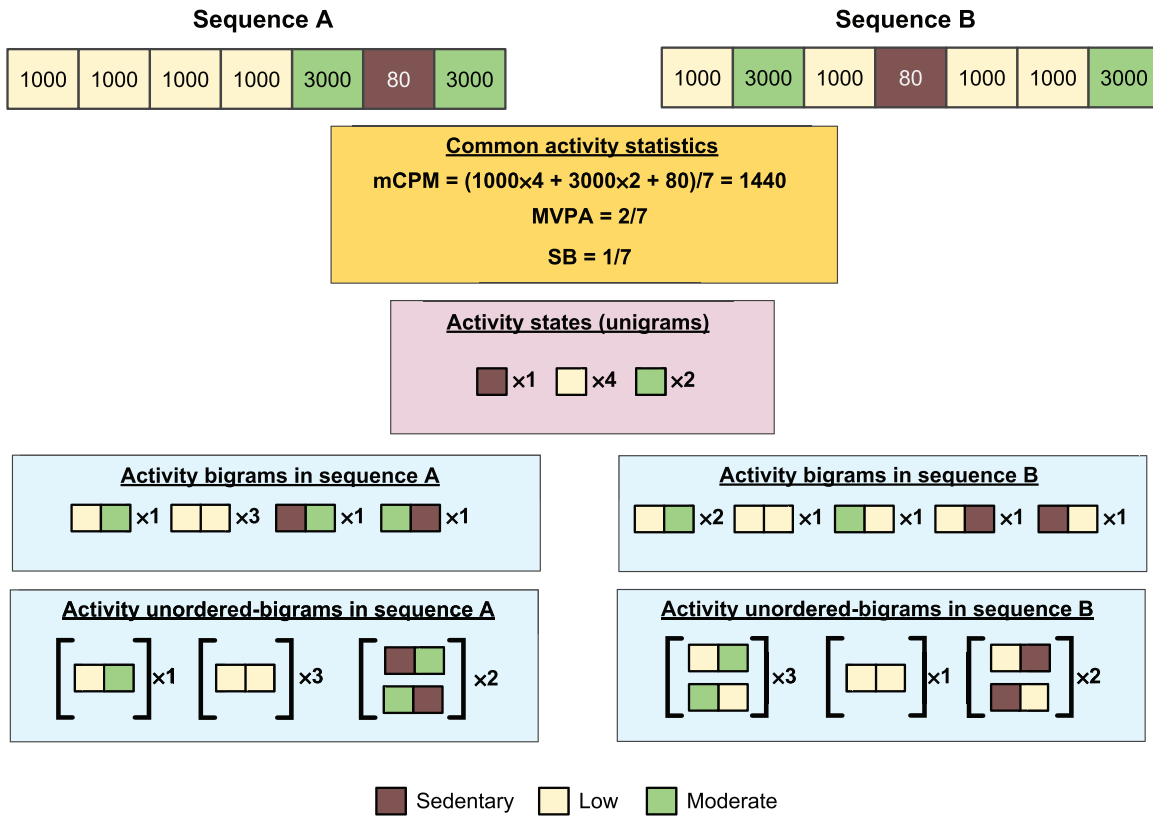 Sequence A
Sequence B
1000 1000 1000 1000 3000 80 3000
1000 3000 1000 80 1000 1000 3000
Common activity statistics
mCPM = (1000×4 + 3000×2 + 80)/7 = 1440
MVPA = 2/7
SB = 1/7
Activity states (unigrams)
×1 ×4 ×2
Activity bigrams in sequence A
×1 ×3 ×1 ×1
Activity bigrams in sequence B
×2 ×1 ×1 ×1 ×1
Activity unordered-bigrams in sequence A
×1 ×3 ×2
Activity unordered-bigrams in sequence B
×3 ×1 ×2
Sedentary Low Moderate